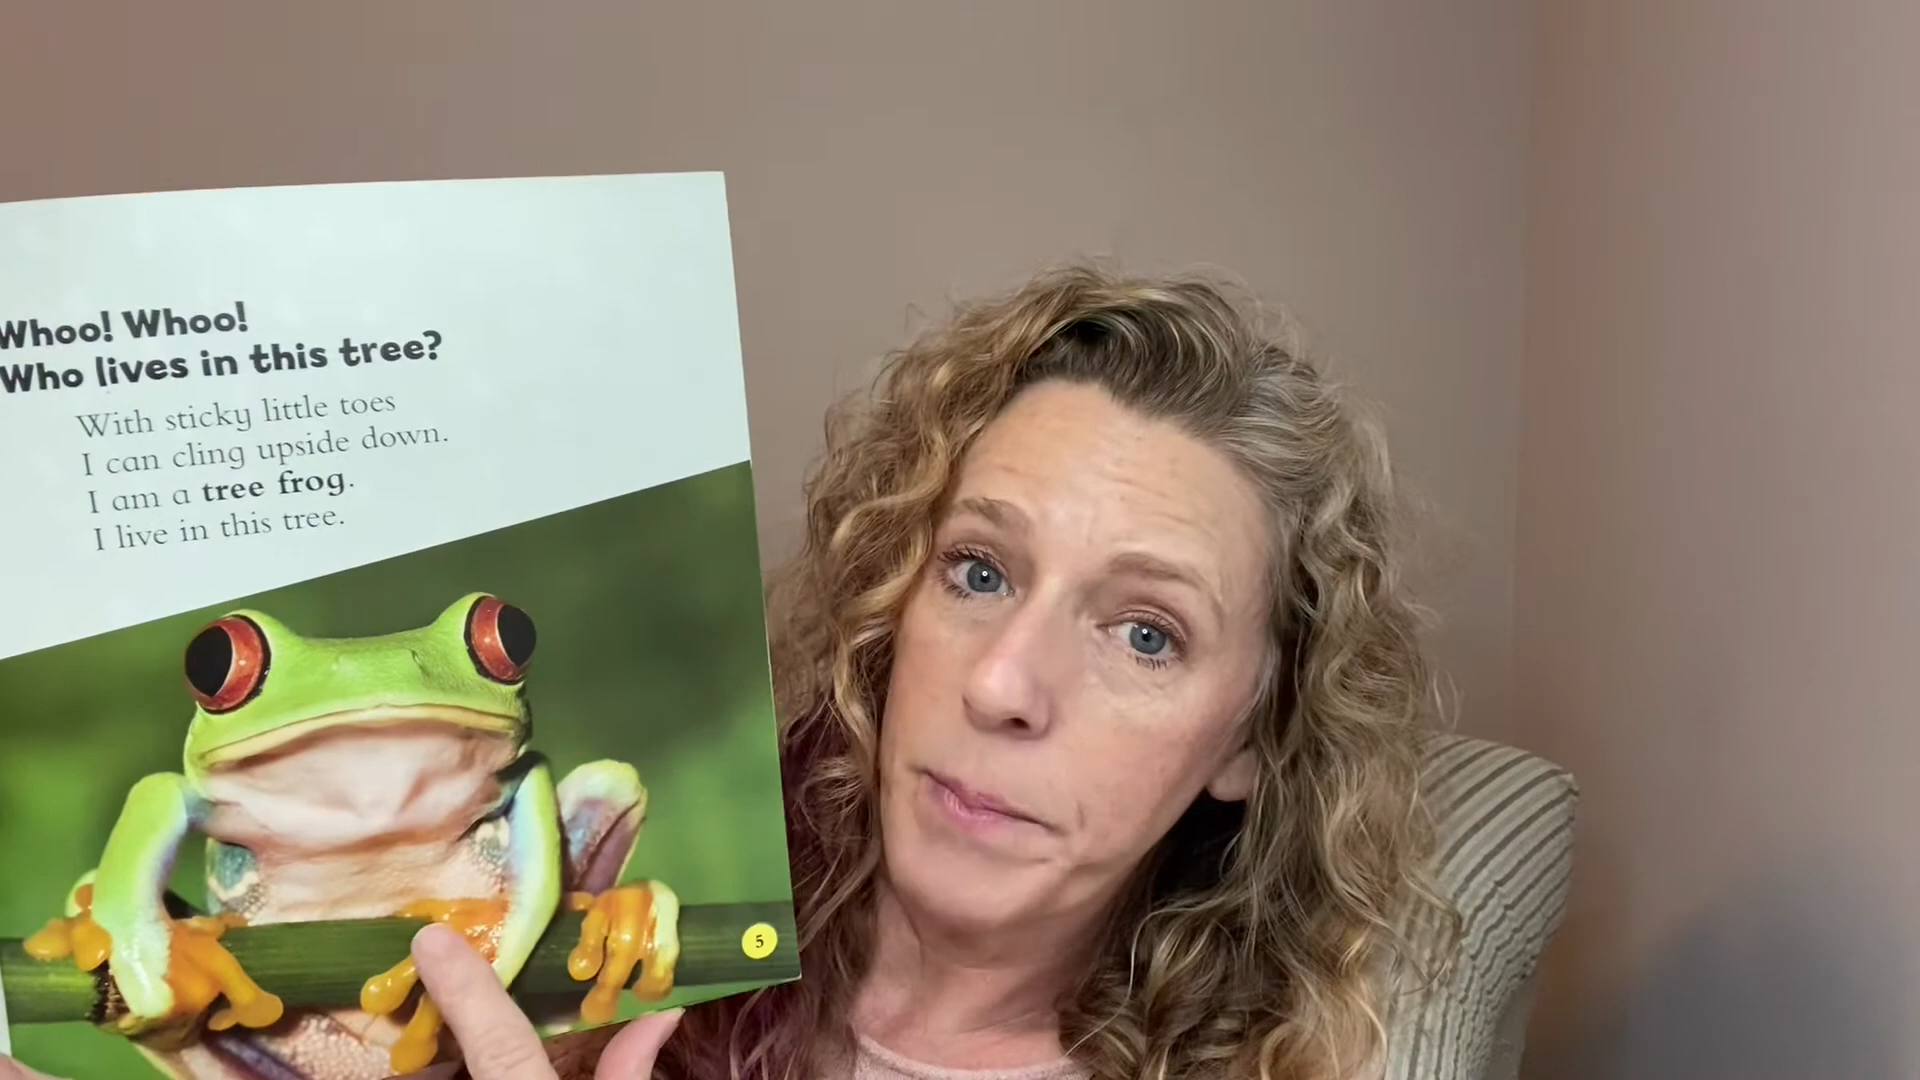 Whoo! Whoo!
Who lives in this tree?
With sticky little toes
I can cling upside down.
I am a tree frog.
I live in this tree.
5